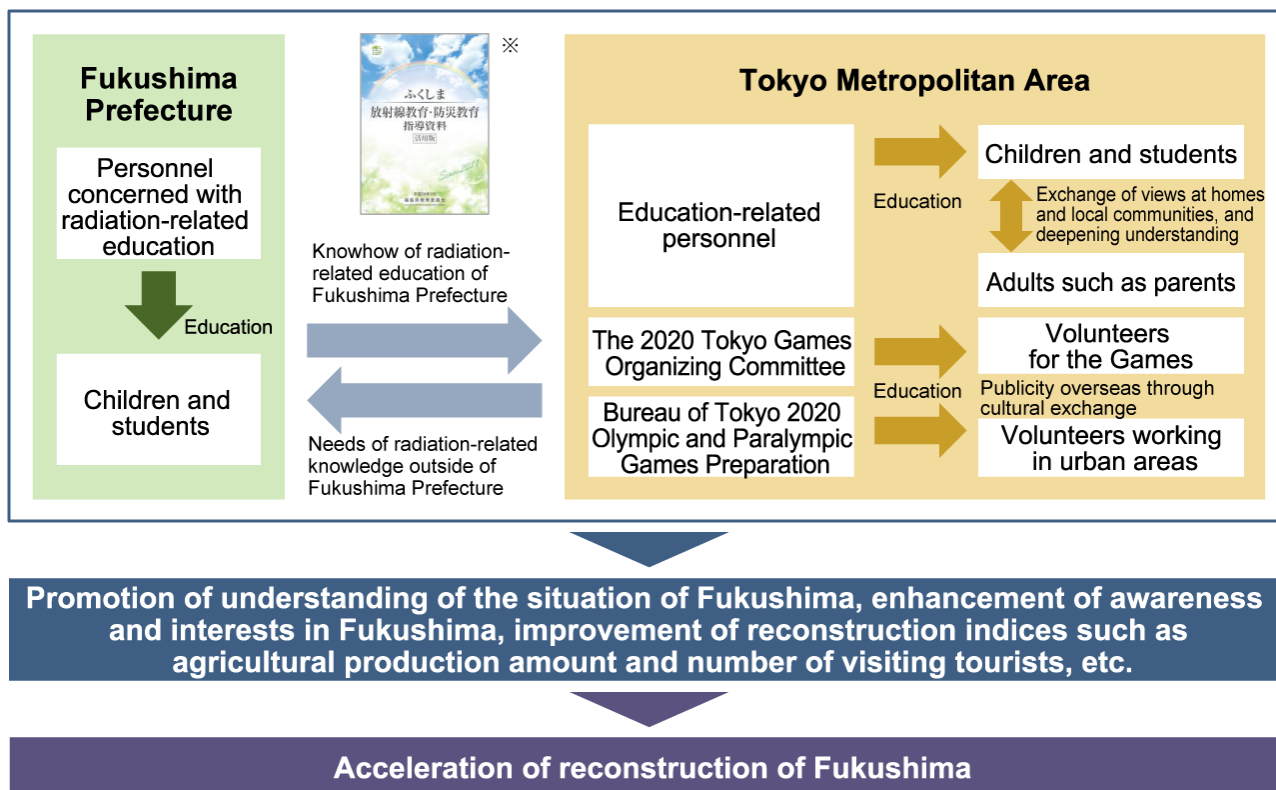 Fukushima
Prefecture
Personnel
concerned with
radiation-related
education
Education
Children and
students
※
ふくしま
放射線教育・防災教育
指導資料
活用版
Knowhow of radiation-
related education of
Fukushima Prefecture
Needs of radiation-related
knowledge outside of
Fukushima Prefecture
Tokyo Metropolitan Area
Education-related
personnel
Education
Children and students
Exchange of views at homes
and local communities, and
deepening understanding
Adults such as parents
The 2020 Tokyo Games
Organizing Committee
Education
Volunteers
for the Games
Publicity overseas through
cultural exchange
Bureau of Tokyo 2020
Olympic and Paralympic
Games Preparation
Volunteers working
in urban areas
Promotion of understanding of the situation of Fukushima, enhancement of awareness
and interests in Fukushima, improvement of reconstruction indices such as
agricultural production amount and number of visiting tourists, etc.
Acceleration of reconstruction of Fukushima